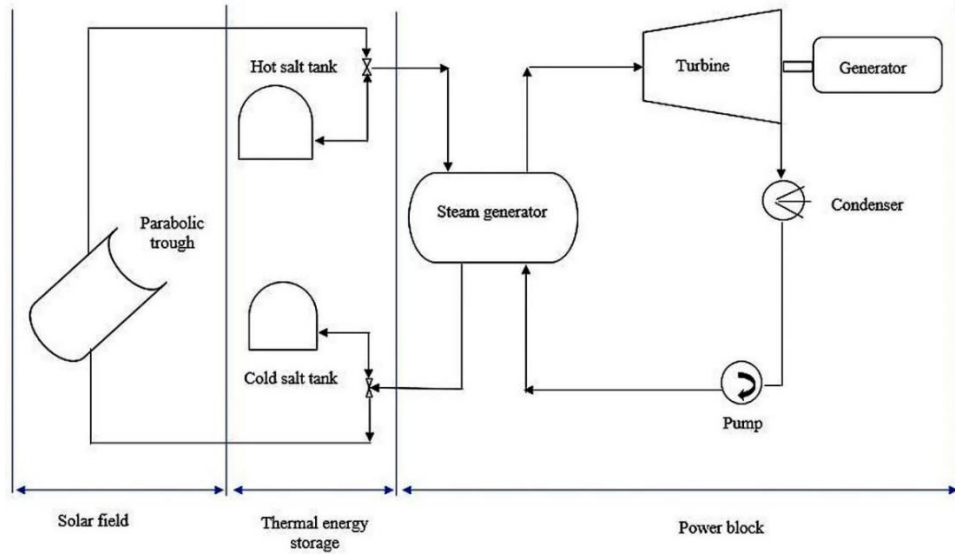 Hot salt tank
Turbine
Generator
Parabolic
trough
Steam generator
Condenser
Cold salt tank
Pump
Solar field
Thermal energy
storage
Power block